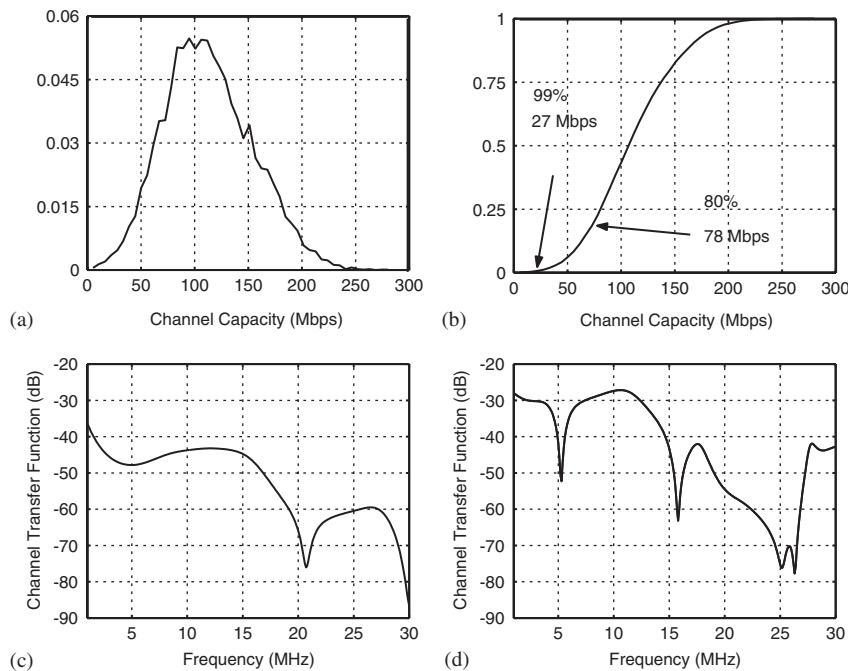 0.06
0.045
0.03
0.015
0
0 50 100 150 200 250 300
(a) Channel Capacity (Mbps)
1
0.75
0.5
0.25
0
99%
27 Mbps
80%
78 Mbps
0 50 100 150 200 250 300
(b) Channel Capacity (Mbps)
Channel Transfer Function (dB)
-20
-30
-40
-50
-60
-70
-80
-90
5 10 15 20 25 30
(c) Frequency (MHz)
Channel Transfer Function (dB)
-20
-30
-40
-50
-60
-70
-80
-90
5 10 15 20 25 30
(d) Frequency (MHz)